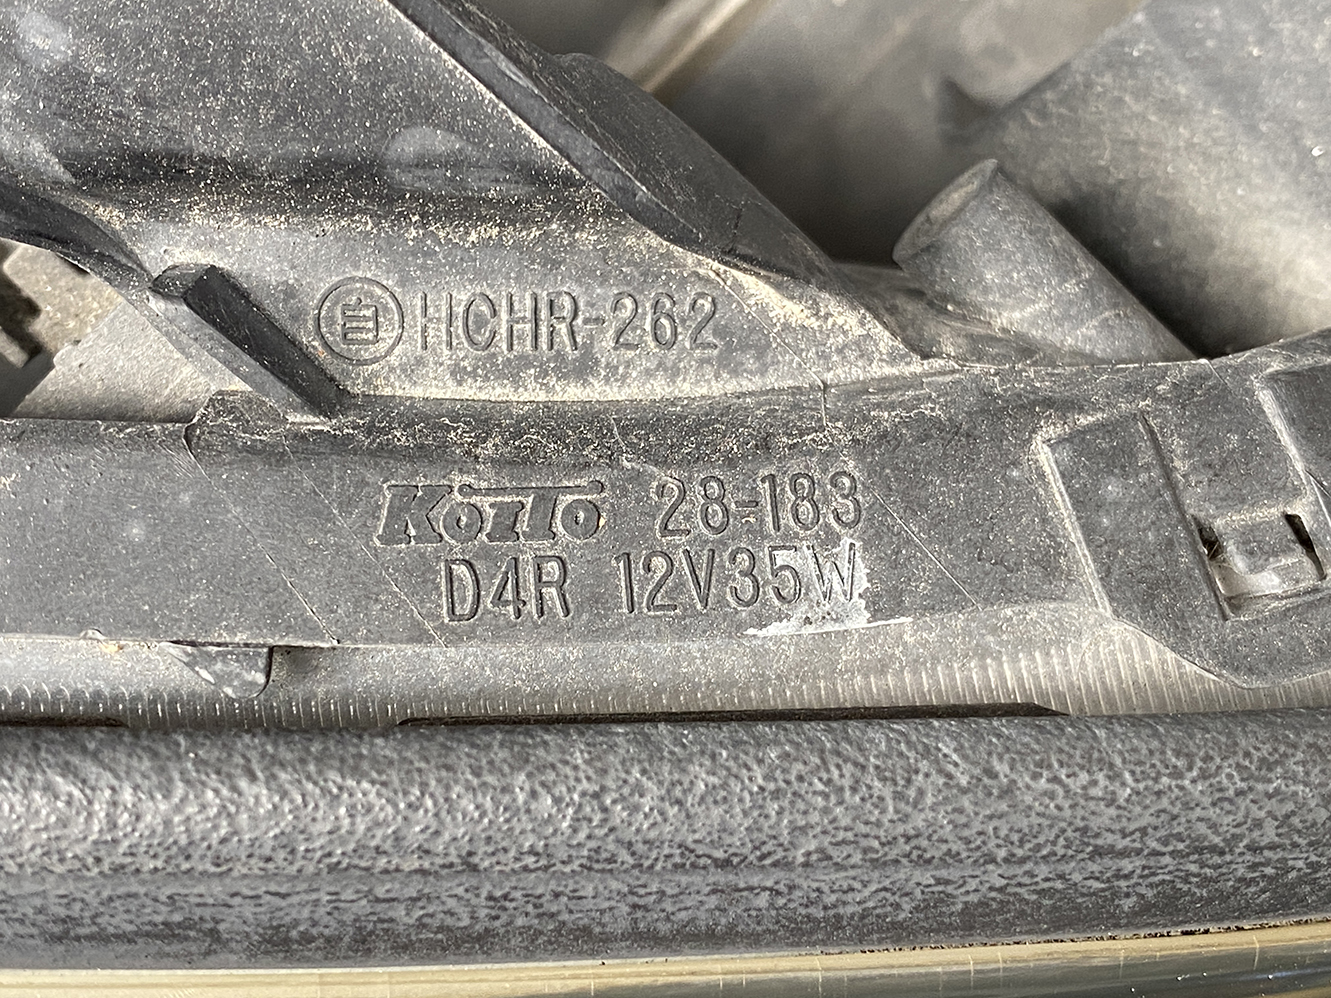 自 HCHR-262
KOITO 28-183
D4R 12V35W